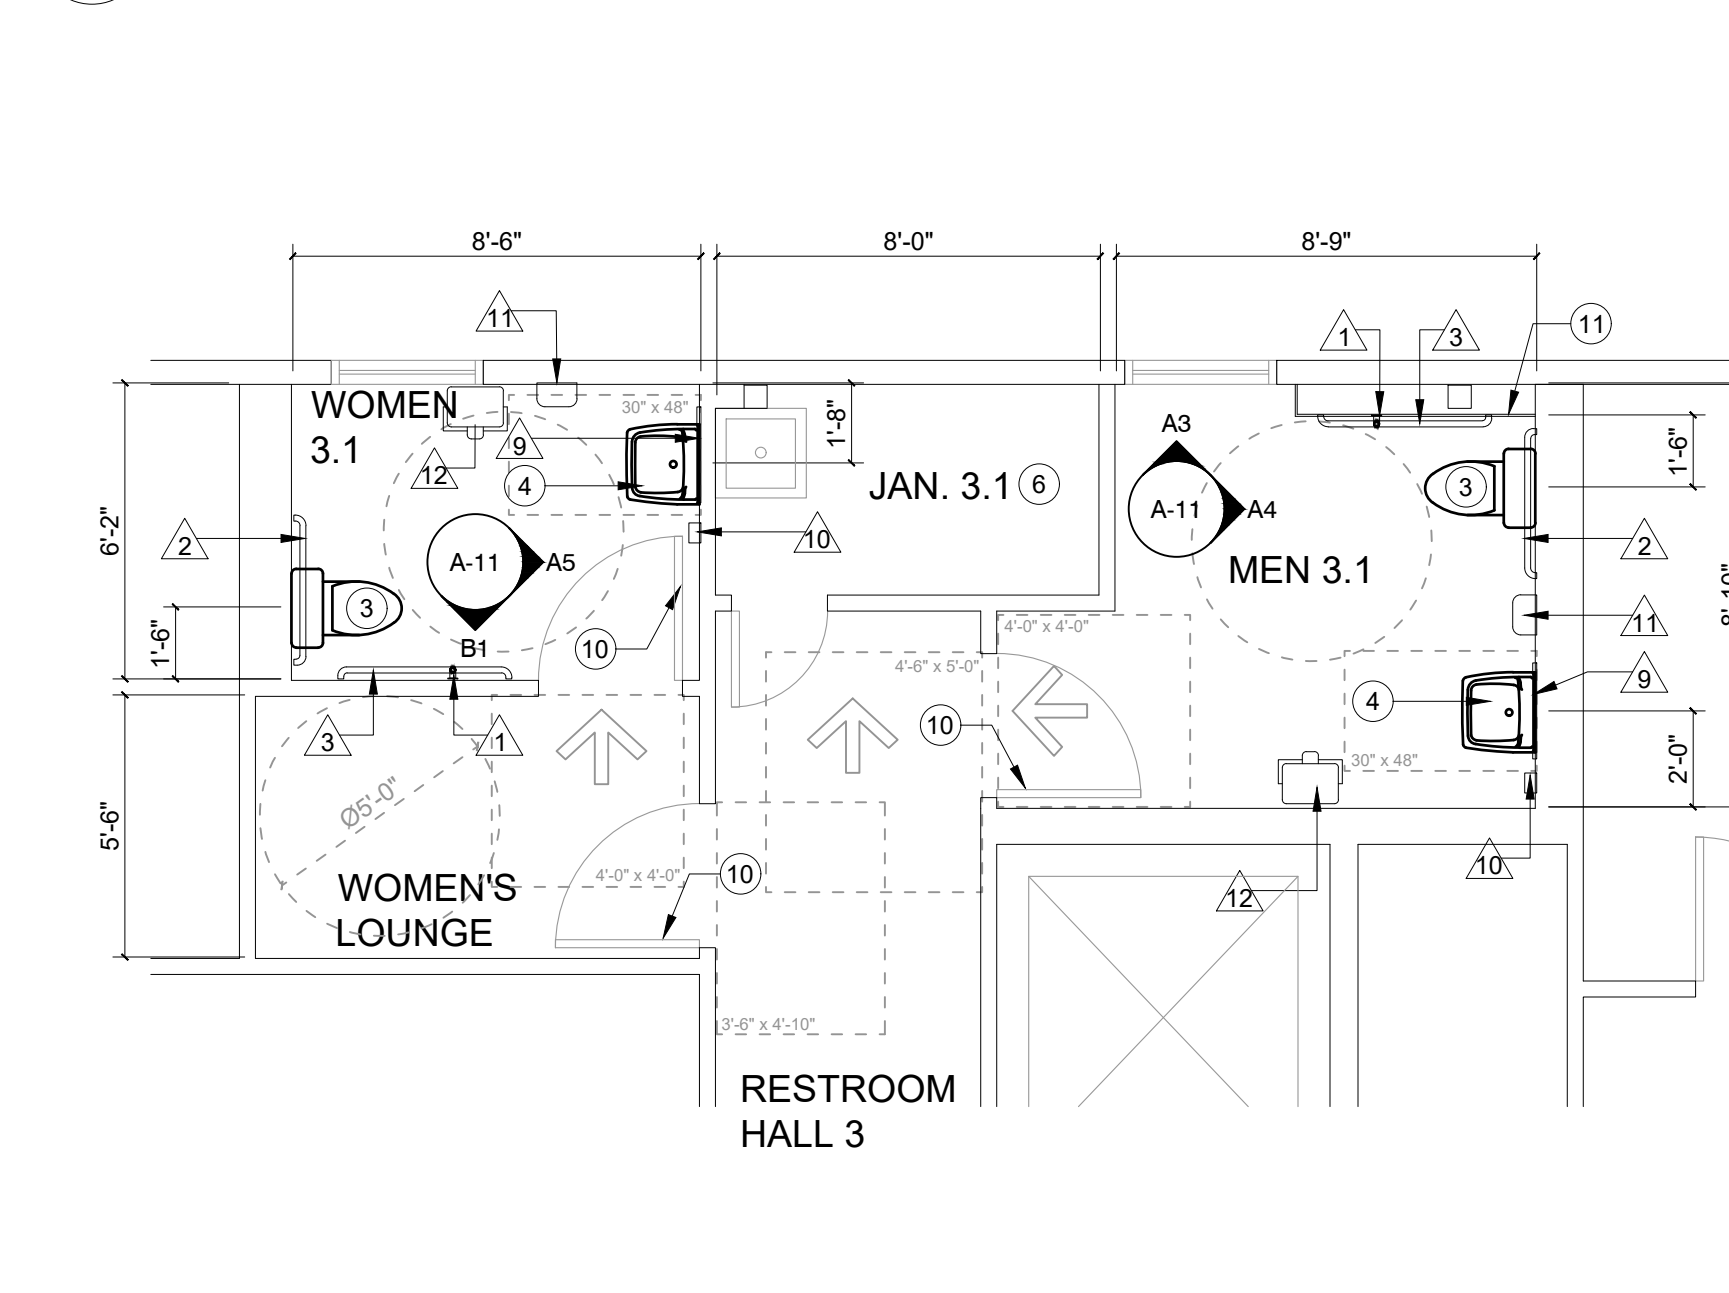 8'-6"
8'-0"
8'-9"
11
1
3
11
WOMEN
3.1
30" x 48"
9
12
4
1'-8"
JAN. 3.1
6
A3
A-11
A4
MEN 3.1
3
1'-6"
6'-2"
2
A-11
A5
10
2
3
1'-6"
B1
10
4'-0" x 4'-0"
11
4'-6" x 5'-0"
9
3
1
10
4
30" x 48"
2'-0"
Ø5'-0"
5'-6"
4'-0" x 4'-0"
10
10
12
WOMEN'S
LOUNGE
3'-6" x 4'-10"
RESTROOM
HALL 3